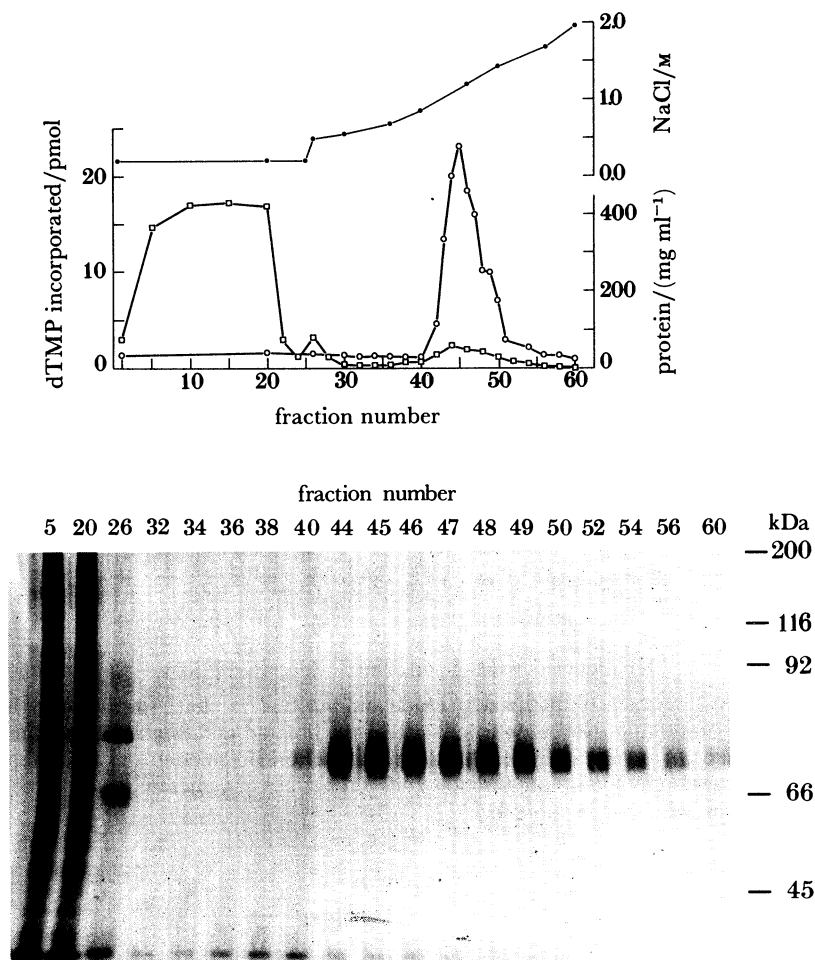 2.0
1.0
0.0
NaCl/M
dTMP incorporated/pmol
20
10
0
400
200
0
protein/(mg ml⁻¹)
10 20 30 40 50 60
fraction number
fraction number
5 20 26 32 34 36 38 40 44 45 46 47 48 49 50 52 54 56 60
kDa
200
116
92
66
45